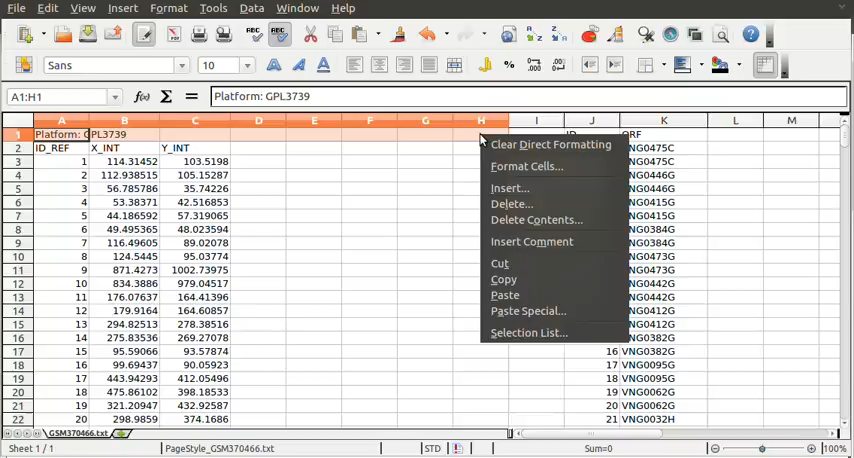 File Edit View Insert Format Tools Data Window Help
Sans 10
A1:H1 Platform: GPL3739
A B C D E F G H I J K L M
1 Platform: G PL3739 ID ORF
2 ID_REF X_INT Y_INT VNG0475C
3 1 114.31452 103.5198 VNG0475C
4 2 112.938515 105.15287 VNG0446G
5 3 56.785786 35.74226 VNG0446G
6 4 53.38371 42.516853 VNG0415G
7 5 44.186592 57.319065 VNG0415G
8 6 49.495365 48.023594 VNG0384G
9 7 116.49605 89.02078 VNG0384G
10 8 124.5445 95.03774 VNG0473G
11 9 871.4273 1002.73975 VNG0473G
12 10 834.3886 979.04517 VNG0442G
13 11 176.07637 164.41396 VNG0442G
14 12 179.9164 164.60857 VNG0412G
15 13 294.82513 278.38516 VNG0412G
16 14 275.83536 269.27078 VNG0382G
17 15 95.59066 93.57874 16 VNG0382G
18 16 99.69437 90.05923 17 VNG0095G
19 17 443.94293 412.05496 18 VNG0095G
20 18 475.86102 398.18533 19 VNG0062G
21 19 321.20947 432.92587 20 VNG0062G
22 20 298.9859 374.1686 21 VNG0032H
Clear Direct Formatting
Format Cells...
Insert...
Delete...
Delete Contents...
Insert Comment
Cut
Copy
Paste
Paste Special...
Selection List...
GSM370466.txt
Sheet 1 / 1 PageStyle_GSM370466.txt STD Sum=0 100%